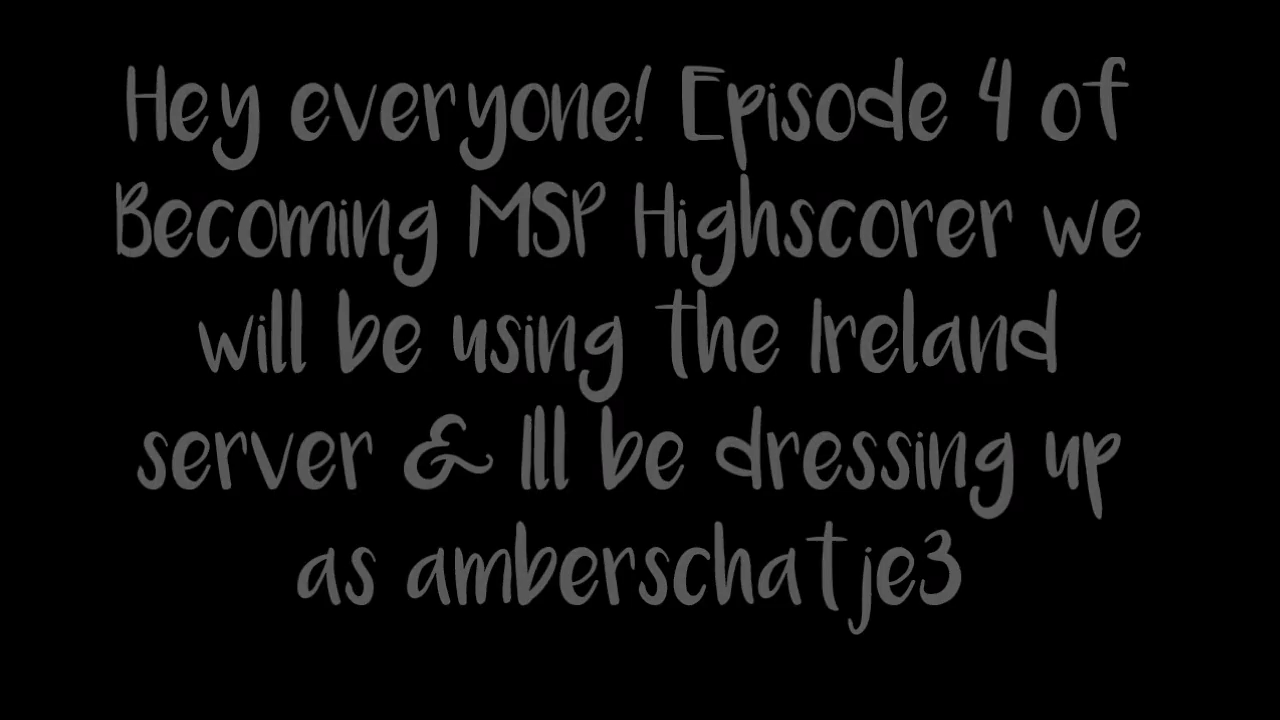 Hey everyone! Episode 4 of
Becoming MSP Highscorer we
will be using the Ireland
server & Ill be dressing up
as amberschatje3